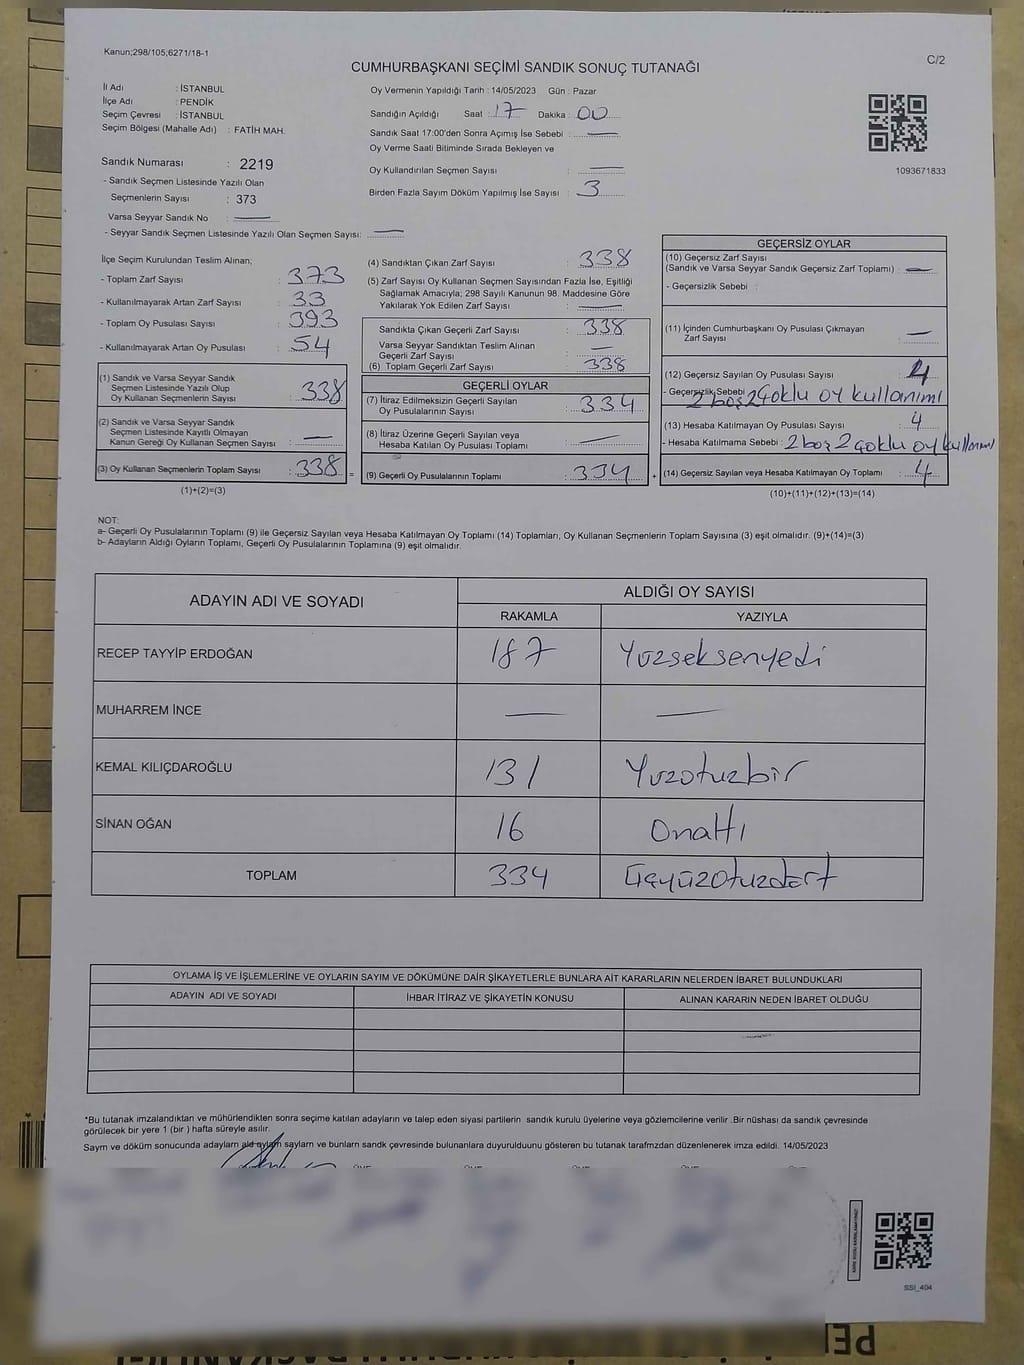 Kanun;298/105;6271/18-1
C/2
CUMHURBAŞKANI SEÇİMİ SANDIK SONUÇ TUTANAĞI
İl Adı : İSTANBUL
İlçe Adı : PENDİK
Seçim Çevresi : İSTANBUL
Seçim Bölgesi (Mahalle Adı) : FATİH MAH.
Sandık Numarası : 2219
- Sandık Seçmen Listesinde Yazılı Olan
Seçmenlerin Sayısı : 373
Varsa Seyyar Sandık No : —
- Seyyar Sandık Seçmen Listesinde Yazılı Olan Seçmen Sayısı: —
Oy Vermenin Yapıldığı Tarih : 14/05/2023 Gün : Pazar
Sandığın Açıldığı Saat : 17 Dakika : 00
Sandık Saat 17:00'den Sonra Açımış İse Sebebi : —
Oy Verme Saati Bitiminde Sırada Bekleyen ve
Oy Kullandırılan Seçmen Sayısı : —
Birden Fazla Sayım Döküm Yapılmış İse Sayısı : 3
1093671833
İlçe Seçim Kurulundan Teslim Alınan;
- Toplam Zarf Sayısı : 373
- Kullanılmayarak Artan Zarf Sayısı : 33
- Toplam Oy Pusulası Sayısı : 393
- Kullanılmayarak Artan Oy Pusulası : 54
(1) Sandık ve Varsa Seyyar Sandık
Seçmen Listesinde Yazılı Olup
Oy Kullanan Seçmenlerin Sayısı : 338
(2) Sandık ve Varsa Seyyar Sandık
Seçmen Listesinde Kayıtlı Olmayan
Kanun Gereği Oy Kullanan Seçmen Sayısı : —
(3) Oy Kullanan Seçmenlerin Toplam Sayısı : 338 =
(1)+(2)=(3)
(4) Sandıktan Çıkan Zarf Sayısı : 338
(5) Zarf Sayısı Oy Kullanan Seçmen Sayısından Fazla İse, Eşitliği
Sağlamak Amacıyla; 298 Sayılı Kanunun 98. Maddesine Göre
Yakılarak Yok Edilen Zarf Sayısı : —
Sandıkta Çıkan Geçerli Zarf Sayısı : 338
Varsa Seyyar Sandıktan Teslim Alınan
Geçerli Zarf Sayısı : —
(6) Toplam Geçerli Zarf Sayısı : 338
GEÇERLİ OYLAR
(7) İtiraz Edilmeksizin Geçerli Sayılan
Oy Pusulalarının Sayısı : 334
(8) İtiraz Üzerine Geçerli Sayılan veya
Hesaba Katılan Oy Pusulalarının Toplamı : —
(9) Geçerli Oy Pusulalarının Toplamı : 334 +
GEÇERSİZ OYLAR
(10) Geçersiz Zarf Sayısı
(Sandık ve Varsa Seyyar Sandık Geçersiz Zarf Toplamı) : —
- Geçersizlik Sebebi :
(11) İçinden Cumhurbaşkanı Oy Pusulası Çıkmayan
Zarf Sayısı : —
(12) Geçersiz Sayılan Oy Pusulası Sayısı : 4
- Geçersizlik Sebebi : 2 boş 2 Çoklu oy kullanımı
(13) Hesaba Katılmayan Oy Pusulası Sayısı : 4
- Hesaba Katılmama Sebebi : 2 boş 2 çoklu oy kullanımı
(14) Geçersiz Sayılan veya Hesaba Katılmayan Oy Toplamı : 4
(10)+(11)+(12)+(13)=(14)
NOT:
a- Geçerli Oy Pusulalarının Toplamı (9) ile Geçersiz Sayılan veya Hesaba Katılmayan Oy Toplamı (14) Toplamları, Oy Kullanan Seçmenlerin Toplam Sayısına (3) eşit olmalıdır. (9)+(14)=(3)
b- Adayların Aldığı Oyların Toplamı, Geçerli Oy Pusulalarının Toplamına (9) eşit olmalıdır.
ADAYIN ADI VE SOYADI ALDIĞI OY SAYISI
RAKAMLA YAZIYLA
RECEP TAYYİP ERDOĞAN 187 Yüzseksenyedi
MUHARREM İNCE — —
KEMAL KILIÇDAROĞLU 131 Yüzotuzbir
SİNAN OĞAN 16 Onaltı
TOPLAM 334 Üçyüzotuzdört
OYLAMA İŞ VE İŞLEMLERİNE VE OYLARIN SAYIM VE DÖKÜMÜNE DAİR ŞİKAYETLERLE BUNLARA AİT KARARLARIN NELERDEN İBARET BULUNDUKLARI
ADAYIN ADI VE SOYADI İHBAR İTİRAZ VE ŞİKAYETİN KONUSU ALINAN KARARIN NEDEN İBARET OLDUĞU
*Bu tutanak imzalandıktan ve mühürlendikten sonra seçime katılan adayların ve talep eden siyasi partilerin sandık kurulu üyelerine veya gözlemcilerine verilir .Bir nüshası da sandık çevresinde
görülecek bir yere 1 (bir ) hafta süreyle asılır.
Sayım ve döküm sonucunda adayların aldı oyların sayıları ve bunların sandık çevresinde bulunanlara duyurulduunu gösteren bu tutanak tarafmzdan düzenlenerek imza edildi. 14/05/2023
SSI_404